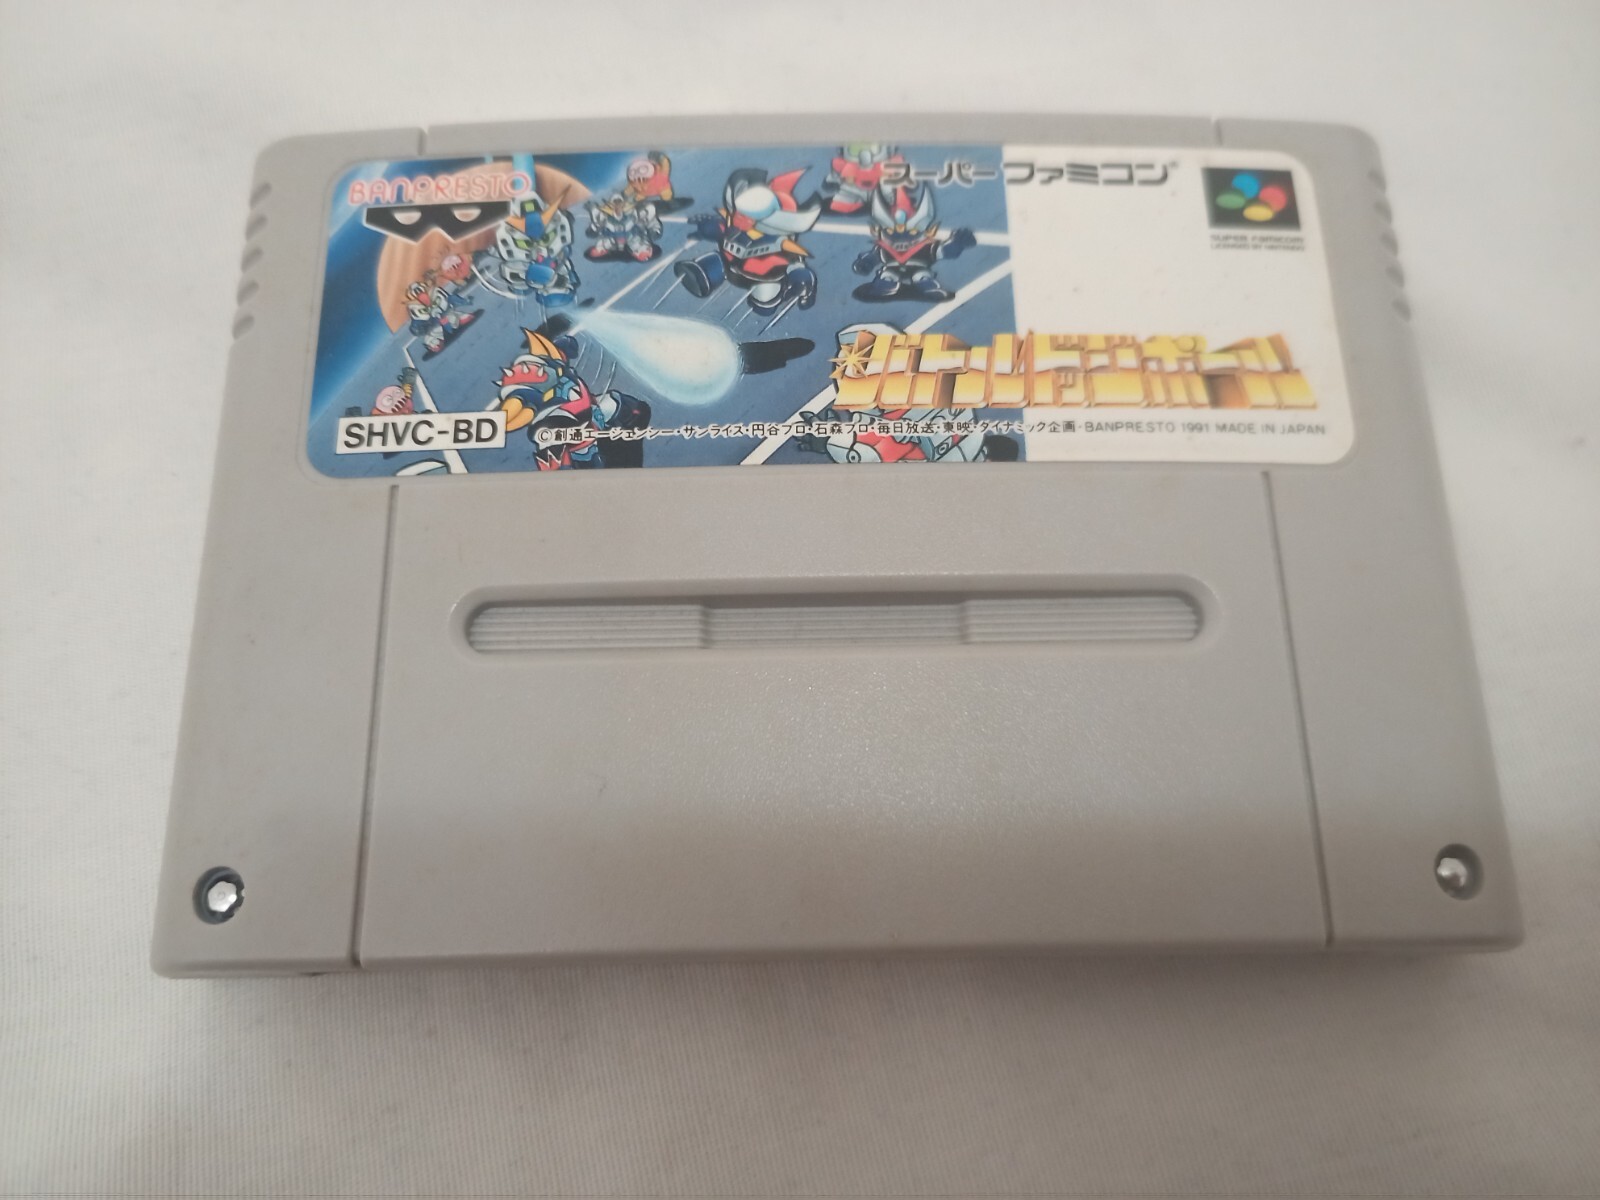 BANPRESTO
スーパーファミコン
SUPER FAMICOM
LICENSED BY NINTENDO
バトルドッジボール
SHVC-BD
©創通エージェンシー・サンライズ・円谷プロ・石森プロ・毎日放送・東映・ダイナミック企画・BANPRESTO 1991 MADE IN JAPAN